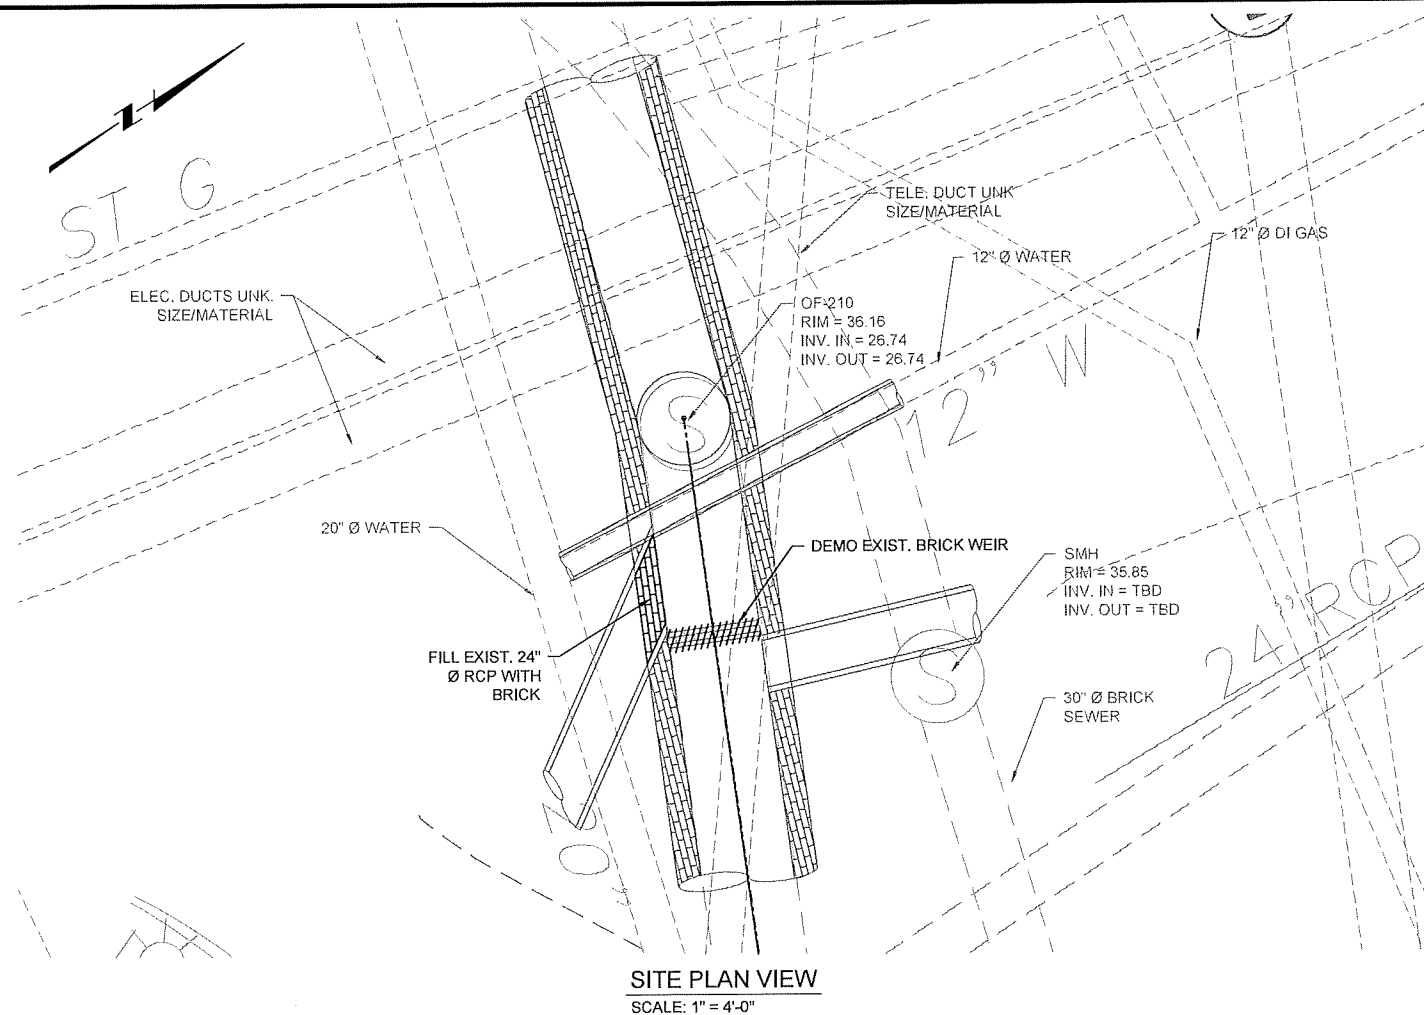 N
ST G
TELE. DUCT UNK
SIZE/MATERIAL
12" Ø DI GAS
12" Ø WATER
ELEC. DUCTS UNK.
SIZE/MATERIAL
OF-210
RIM = 36.16
INV. IN = 26.74
INV. OUT = 26.74
12" W
S
20" Ø WATER
DEMO EXIST. BRICK WEIR
SMH
RIM = 35.85
INV. IN = TBD
INV. OUT = TBD
24" RCP
FILL EXIST. 24"
Ø RCP WITH
BRICK
S
30" Ø BRICK
SEWER
20"
SITE PLAN VIEW
SCALE: 1" = 4'-0"